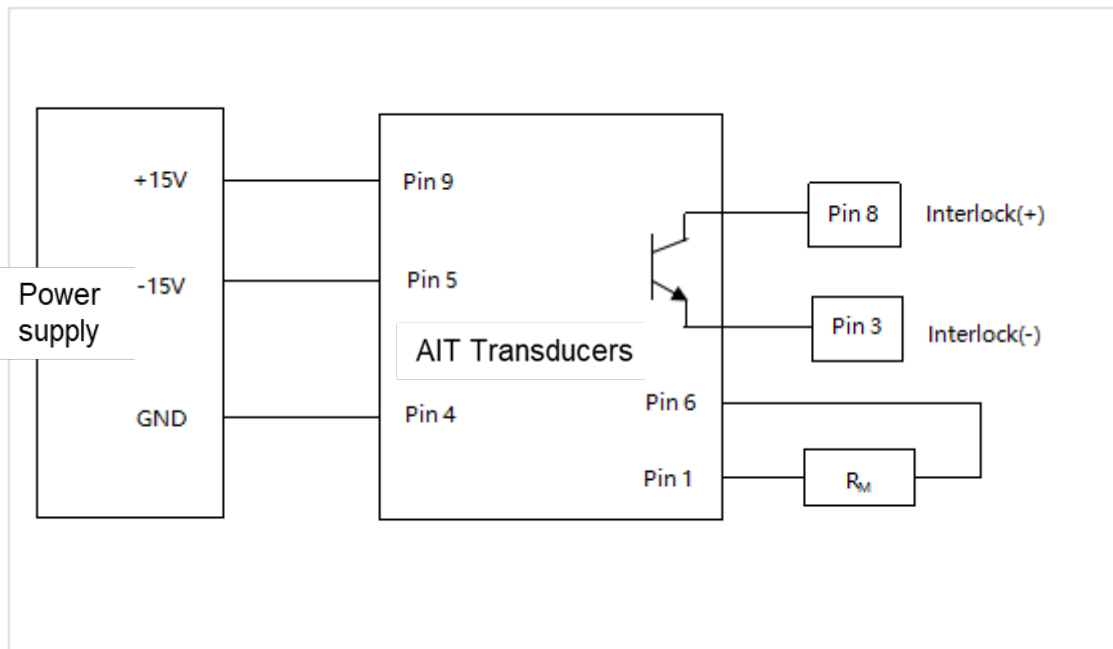 +15V
Pin 9
Pin 8
Interlock(+)
Power
supply
-15V
Pin 5
Pin 3
Interlock(-)
AIT Transducers
GND
Pin 4
Pin 6
Pin 1
RM